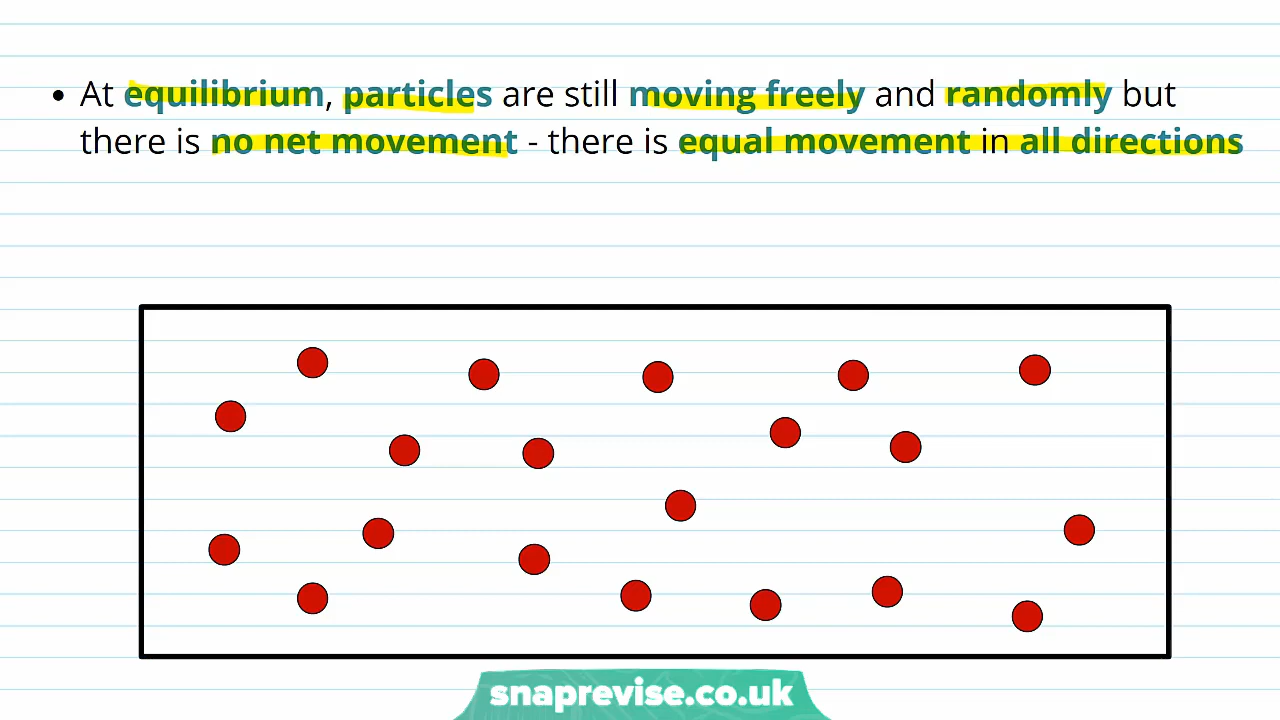 • At equilibrium, particles are still moving freely and randomly but
there is no net movement - there is equal movement in all directions
snaprevise.co.uk